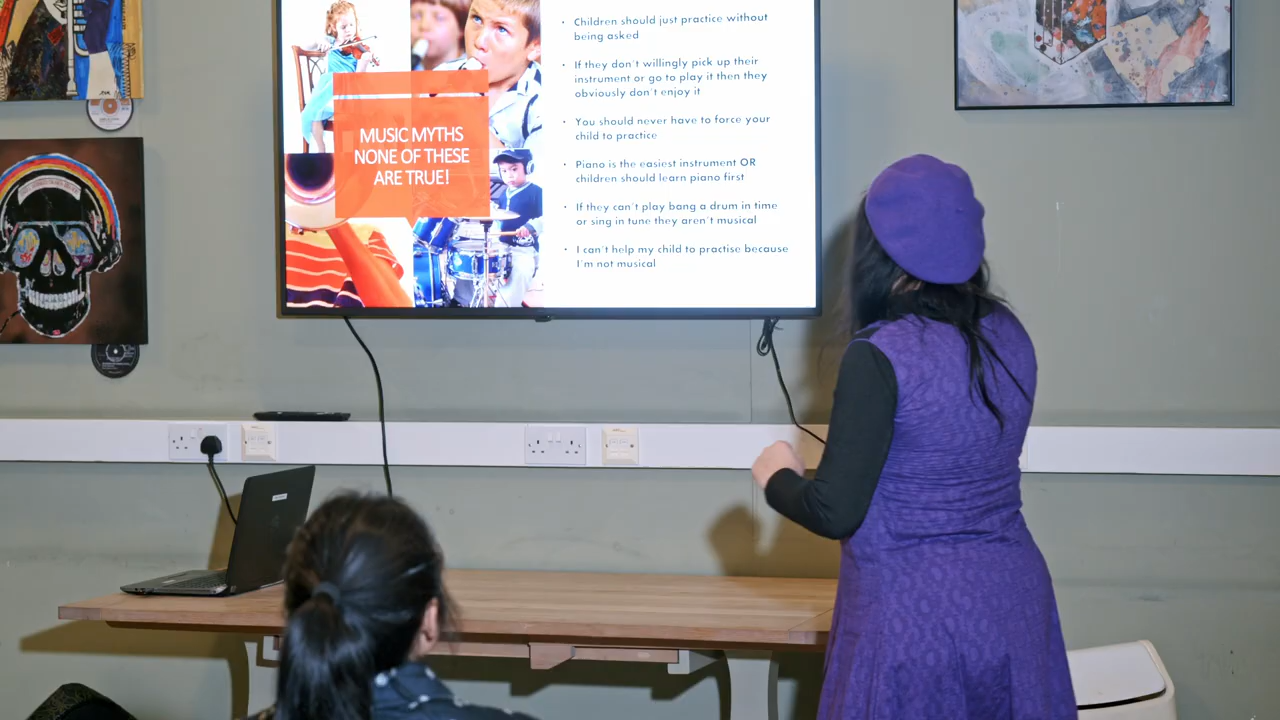 MUSIC MYTHS
NONE OF THESE
ARE TRUE!
• Children should just practice without
being asked
• If they don't willingly pick up their
instrument or go to play it then they
obviously don't enjoy it
• You should never have to force your
child to practice
• Piano is the easiest instrument OR
children should learn piano first
• If they can't play bang a drum in time
or sing in tune they aren't musical
• I can't help my child to practise because
I'm not musical